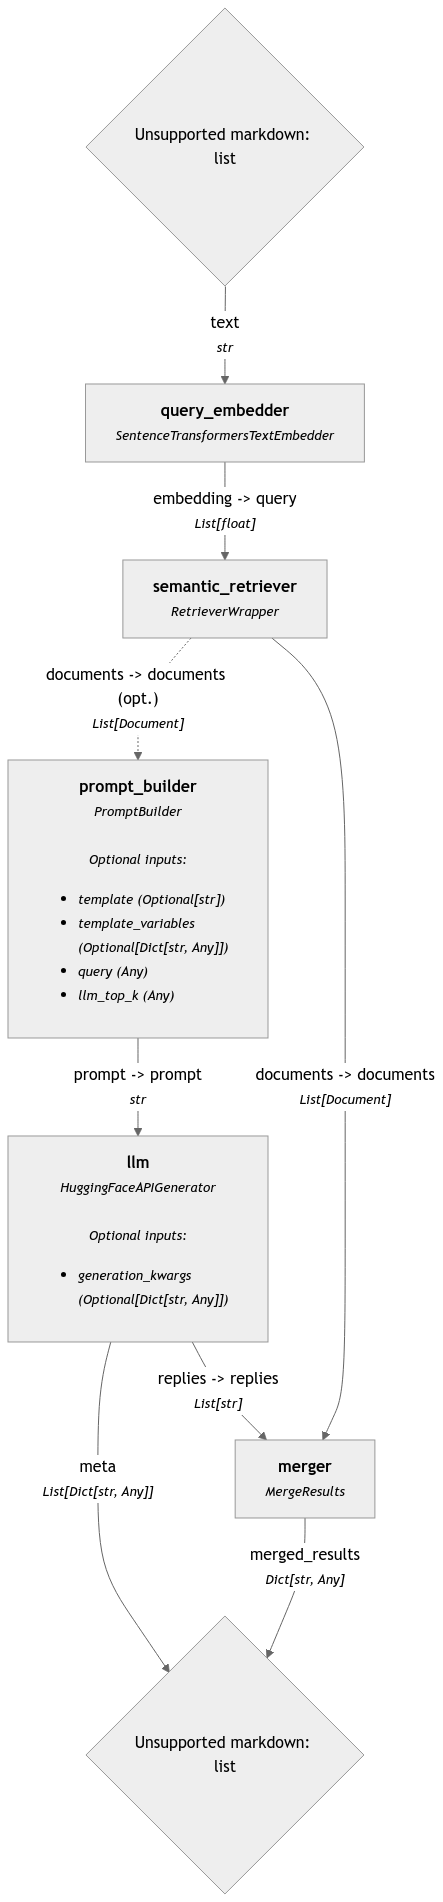 Unsupported markdown:
list
text
str
query_embedder
SentenceTransformersTextEmbedder
embedding -> query
List[float]
semantic_retriever
RetrieverWrapper
documents -> documents
(opt.)
List[Document]
prompt_builder
PromptBuilder
Optional inputs:
• template (Optional[str])
• template_variables
(Optional[Dict[str, Any]])
• query (Any)
• llm_top_k (Any)
prompt -> prompt
str
documents -> documents
List[Document]
llm
HuggingFaceAPIGenerator
Optional inputs:
• generation_kwargs
(Optional[Dict[str, Any]])
replies -> replies
List[str]
meta
List[Dict[str, Any]]
merger
MergeResults
merged_results
Dict[str, Any]
Unsupported markdown:
list